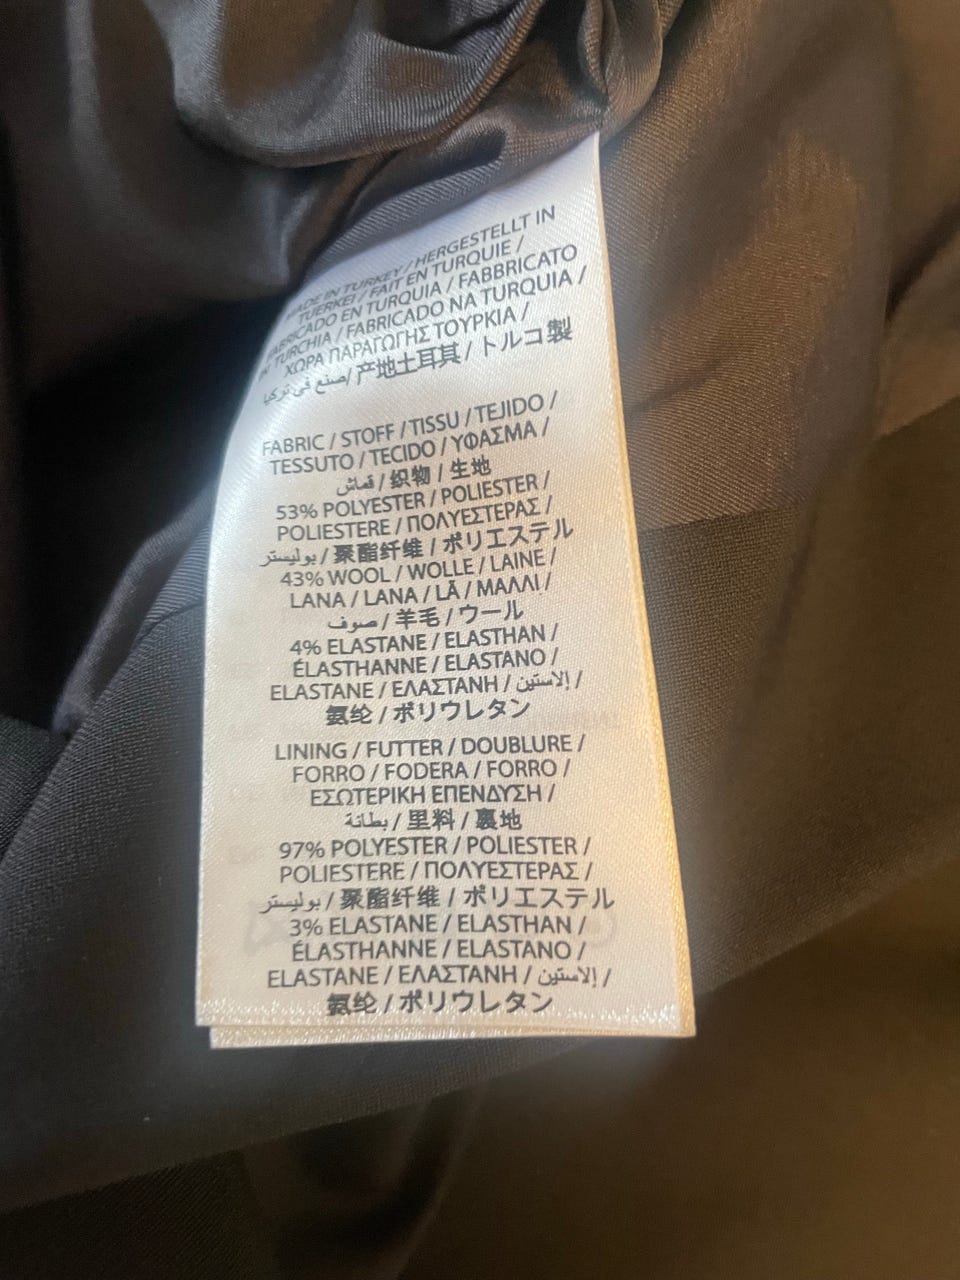 MADE IN TURKEY / HERGESTELLT IN
TUERKEI / FAIT EN TURQUIE /
FABRICADO EN TURQUIA / FABBRICATO
IN TURCHIA / FABRICADO NA TURQUIA /
ΧΩΡΑ ΠΑΡΑΓΩΓΗΣ ΤΟΥΡΚΙΑ /
صنع في تركيا / 产地土耳其 / トルコ製
FABRIC / STOFF / TISSU / TEJIDO /
TESSUTO / TECIDO / ΥΦΑΣΜΑ /
قماش / 织物 / 生地
53% POLYESTER / POLIESTER /
POLIESTERE / ΠΟΛΥΕΣΤΕΡΑΣ /
بوليستر / 聚酯纤维 / ポリエステル
43% WOOL / WOLLE / LAINE /
LANA / LANA / LÃ / ΜΑΛΛΙ /
صوف / 羊毛 / ウール
4% ELASTANE / ELASTHAN /
ÉLASTHANNE / ELASTANO /
ELASTANE / ΕΛΑΣΤΑΝΗ / إلاستين /
氨纶 / ポリウレタン
LINING / FUTTER / DOUBLURE /
FORRO / FODERA / FORRO /
ΕΣΩΤΕΡΙΚΗ ΕΠΕΝΔΥΣΗ /
بطانة / 里料 / 裏地
97% POLYESTER / POLIESTER /
POLIESTERE / ΠΟΛΥΕΣΤΕΡΑΣ /
بوليستر / 聚酯纤维 / ポリエステル
3% ELASTANE / ELASTHAN /
ÉLASTHANNE / ELASTANO /
ELASTANE / ΕΛΑΣΤΑΝΗ / إلاستين /
氨纶 / ポリウレタン